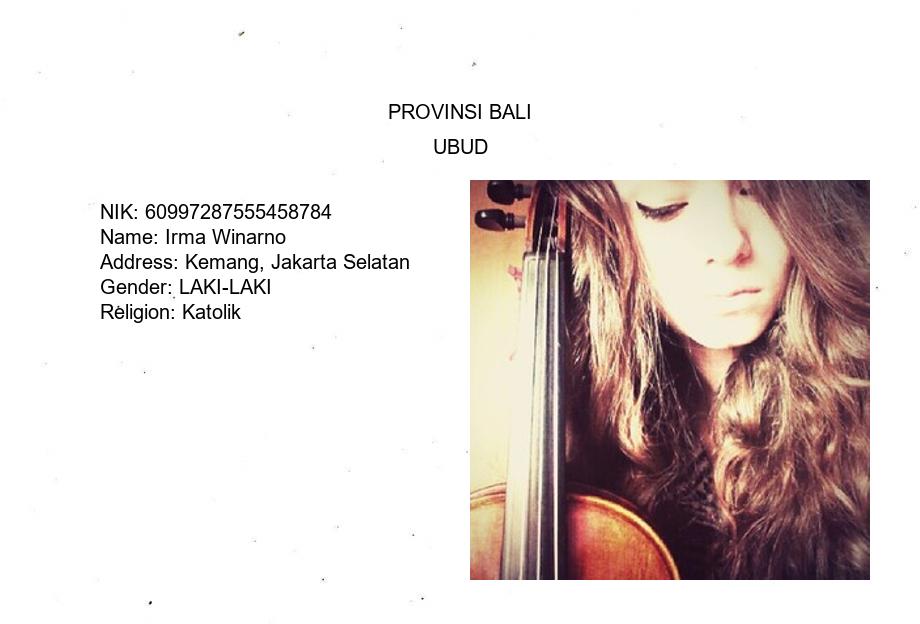 PROVINSI BALI
UBUD
NIK: 60997287555458784
Name: Irma Winarno
Address: Kemang, Jakarta Selatan
Gender: LAKI-LAKI
Religion: Katolik